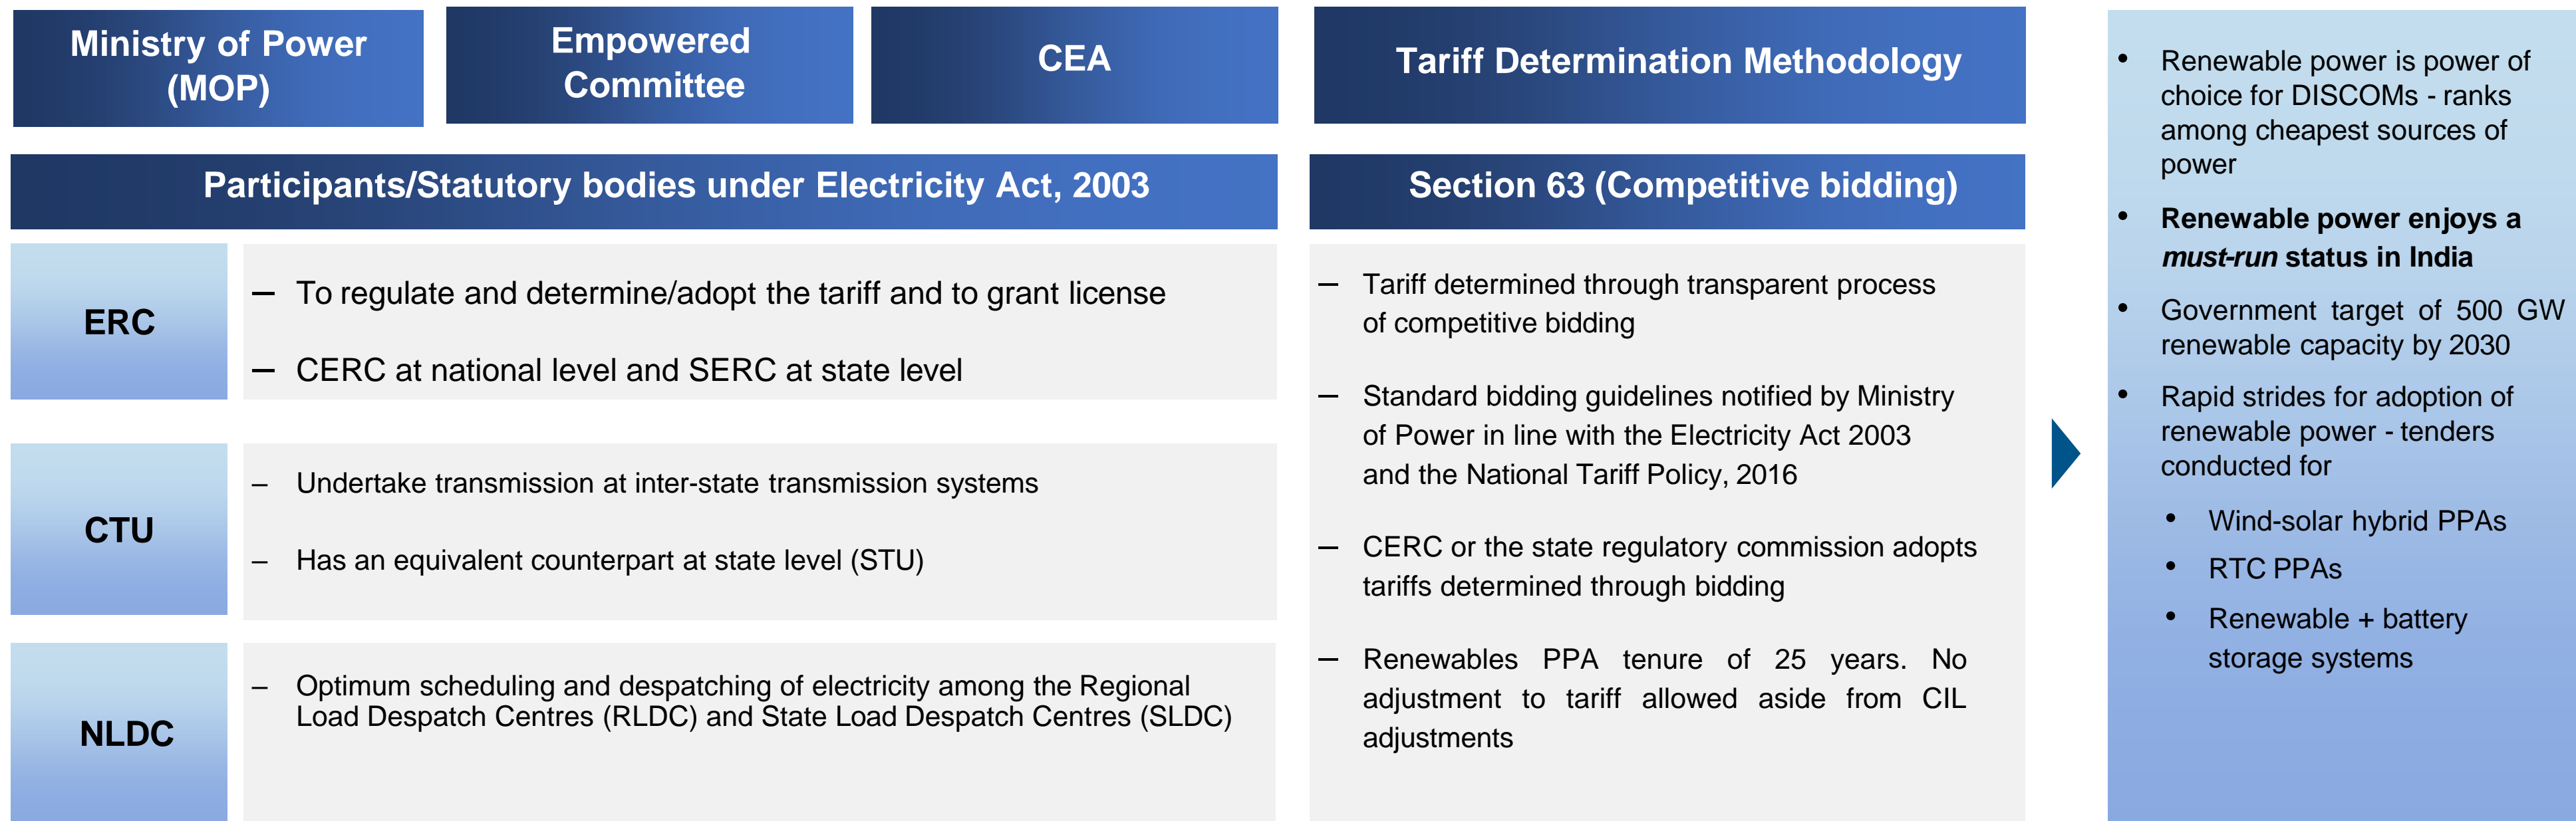 Ministry of Power
(MOP)
Empowered
Committee
CEA
Participants/Statutory bodies under Electricity Act, 2003
ERC
– To regulate and determine/adopt the tariff and to grant license
– CERC at national level and SERC at state level
CTU
– Undertake transmission at inter-state transmission systems
– Has an equivalent counterpart at state level (STU)
NLDC
– Optimum scheduling and despatching of electricity among the Regional
Load Despatch Centres (RLDC) and State Load Despatch Centres (SLDC)
Tariff Determination Methodology
Section 63 (Competitive bidding)
– Tariff determined through transparent process
of competitive bidding
– Standard bidding guidelines notified by Ministry
of Power in line with the Electricity Act 2003
and the National Tariff Policy, 2016
– CERC or the state regulatory commission adopts
tariffs determined through bidding
– Renewables PPA tenure of 25 years. No
adjustment to tariff allowed aside from CIL
adjustments
• Renewable power is power of
choice for DISCOMs - ranks
among cheapest sources of
power
• Renewable power enjoys a
must-run status in India
• Government target of 500 GW
renewable capacity by 2030
• Rapid strides for adoption of
renewable power - tenders
conducted for
• Wind-solar hybrid PPAs
• RTC PPAs
• Renewable + battery
storage systems